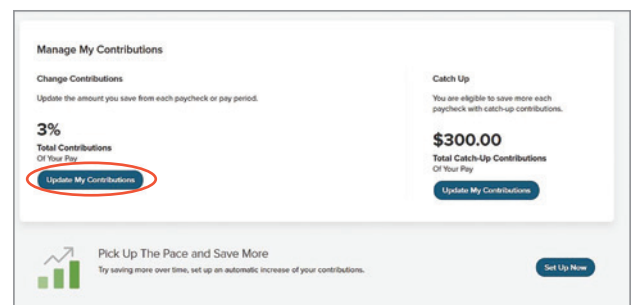 Manage My Contributions
Change Contributions
Update the amount you save from each paycheck or pay period.
3%
Total Contributions
Of Your Pay
Update My Contributions
Catch Up
You are eligible to save more each
paycheck with catch-up contributions.
$300.00
Total Catch-Up Contributions
Of Your Pay
Update My Contributions
Pick Up The Pace and Save More
Try saving more over time, set up an automatic increase of your contributions.
Set Up Now